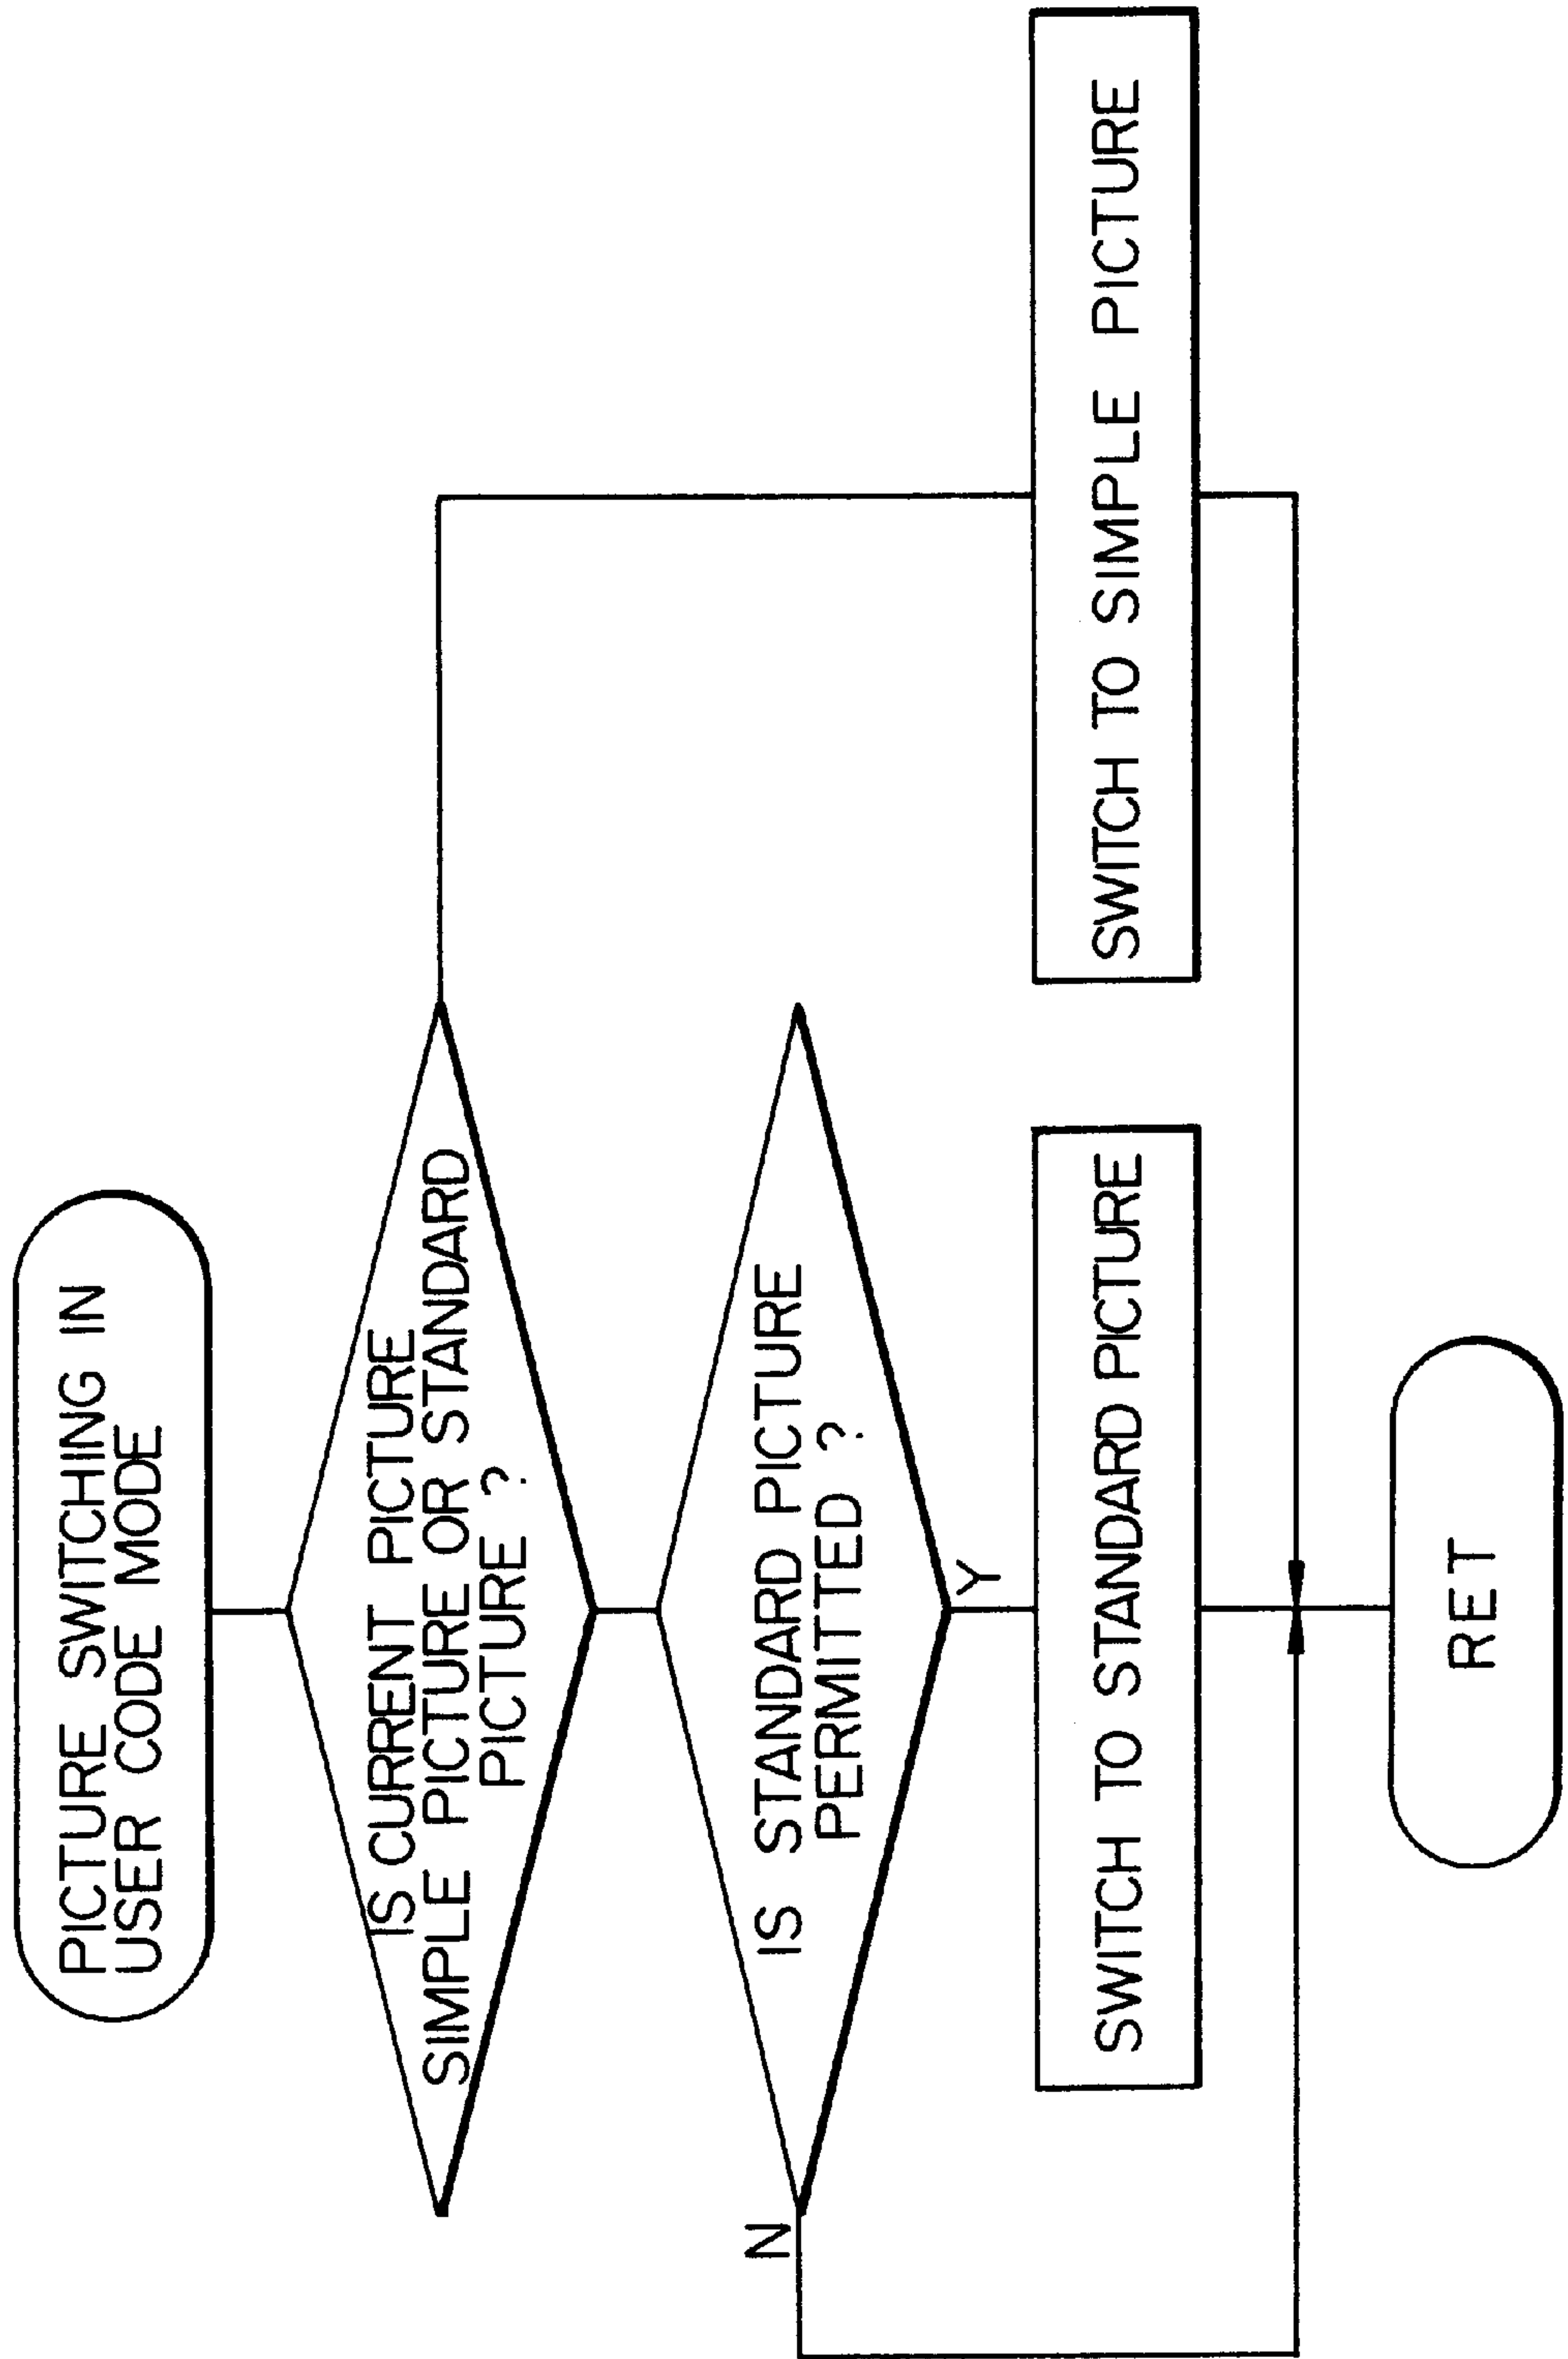 PICTURE SWITCHING IN
USER CODE MODE
IS CURRENT PICTURE
SIMPLE PICTURE OR STANDARD
PICTURE ?
IS STANDARD PICTURE
PERMITTED ?
N
Y
SWITCH TO STANDARD PICTURE
SWITCH TO SIMPLE PICTURE
RET